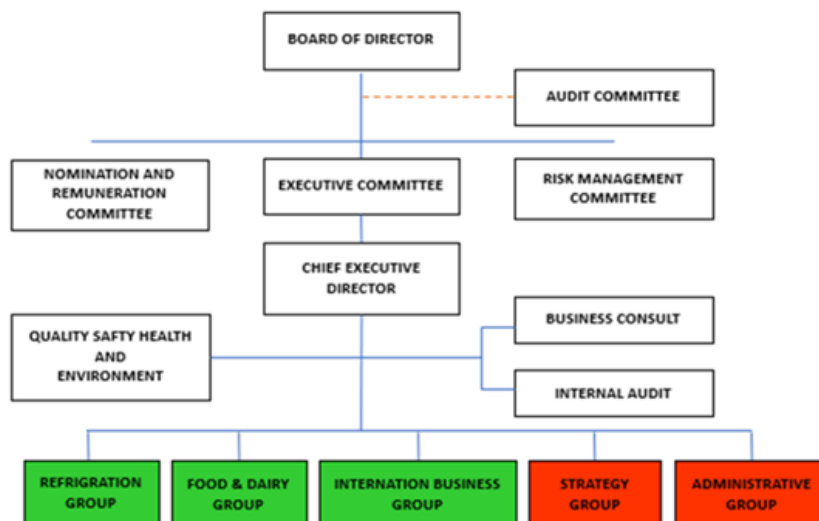 BOARD OF DIRECTOR
AUDIT COMMITTEE
NOMINATION AND
REMUNERATION
COMMITTEE
EXECUTIVE COMMITTEE
RISK MANAGEMENT
COMMITTEE
CHIEF EXECUTIVE
DIRECTOR
QUALITY SAFTY HEALTH
AND
ENVIRONMENT
BUSINESS CONSULT
INTERNAL AUDIT
REFRIGRATION
GROUP
FOOD & DAIRY
GROUP
INTERNATION BUSINESS
GROUP
STRATEGY
GROUP
ADMINISTRATIVE
GROUP